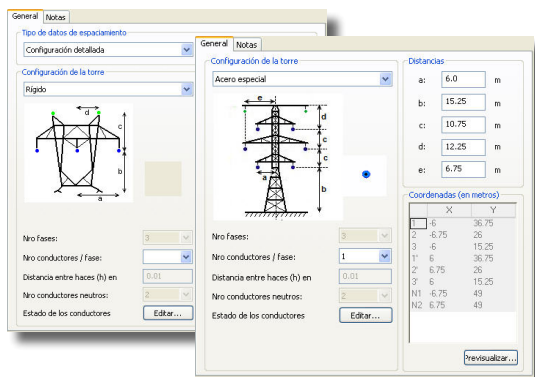 General Notas
Tipo de datos de espaciamiento
Configuración detallada
Configuración de la torre
Rígido
d
c
b
a
Nro fases: 3
Nro conductores / fase:
Distancia entre haces (h) en 0.01
Nro conductores neutros: 2
Estado de los conductores Editar...
General Notas
Configuración de la torre
Acero especial
e
d
c
c
a
b
Nro fases: 3
Nro conductores / fase: 1
Distancia entre haces (h) en 0.01
Nro conductores neutros: 2
Estado de los conductores Editar...
Distancias
a: 6.0 m
b: 15.25 m
c: 10.75 m
d: 12.25 m
e: 6.75 m
Coordenadas (en metros)
X Y
1 -6 36.75
2 -6.75 26
3 -6 15.25
1' 6 36.75
2' 6.75 26
3' 6 15.25
N1 -6.75 49
N2 6.75 49
Previsualizar...